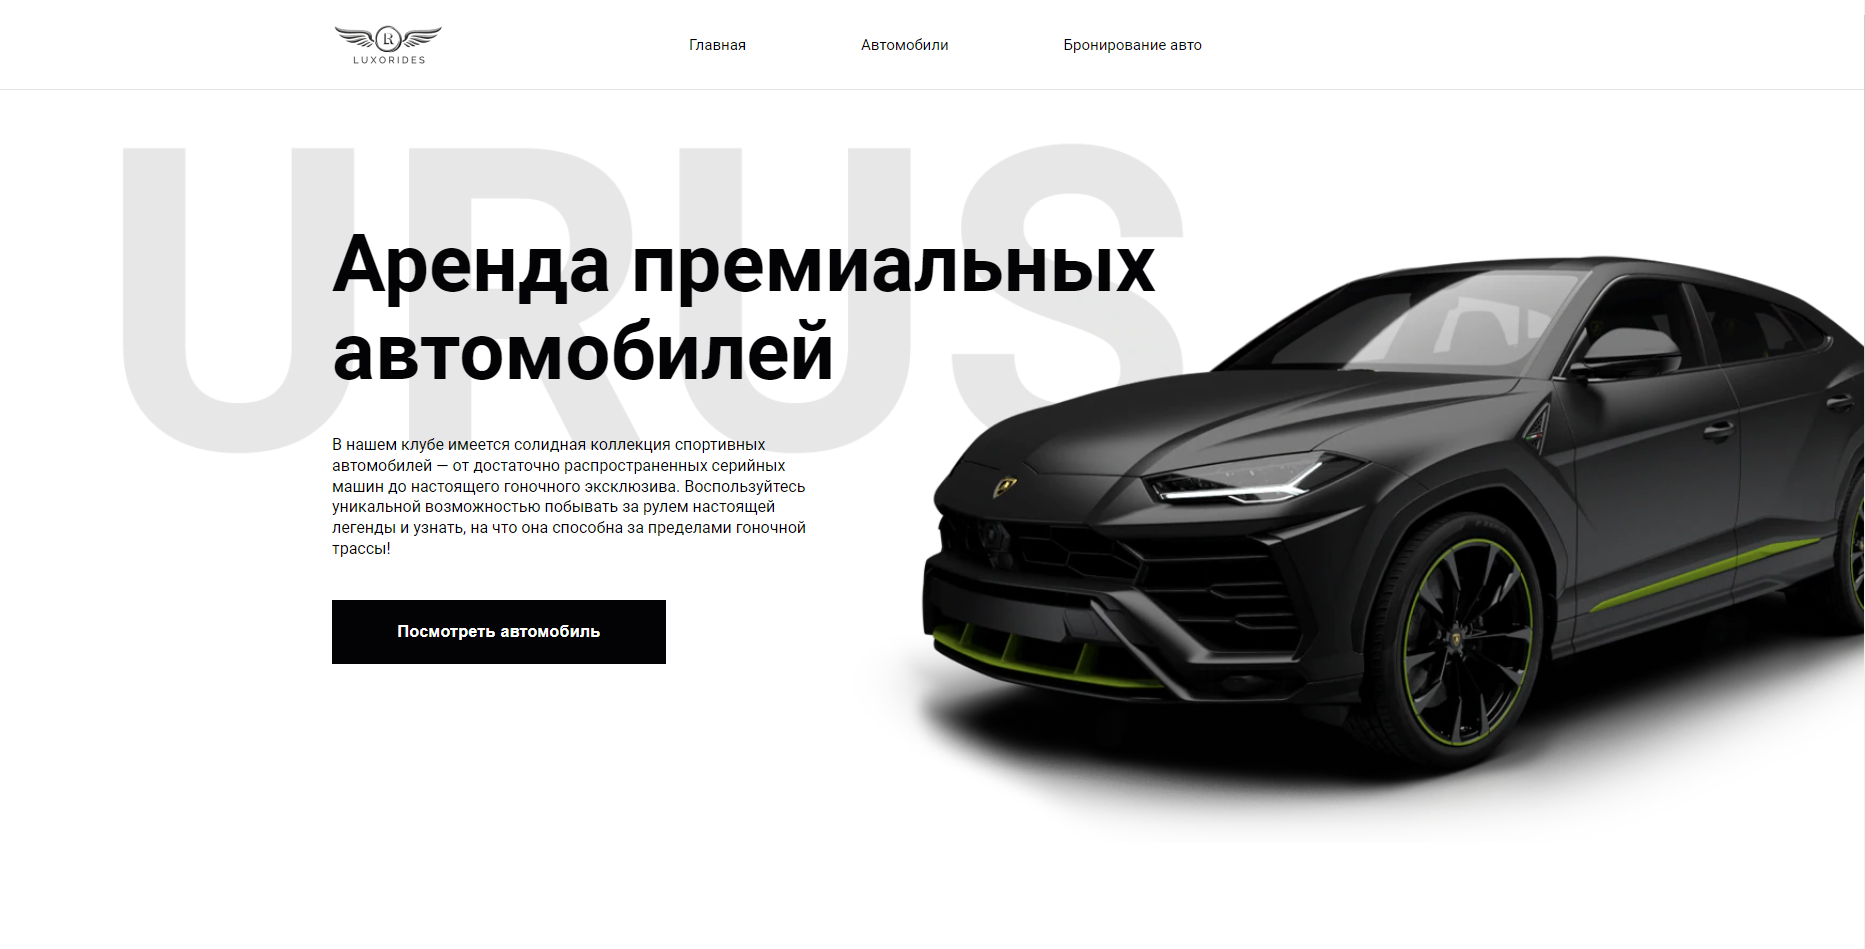 LR
LUXORIDES
Главная
Автомобили
Бронирование авто
URUS
Аренда премиальных
автомобилей
В нашем клубе имеется солидная коллекция спортивных
автомобилей — от достаточно распространенных серийных
машин до настоящего гоночного эксклюзива. Воспользуйтесь
уникальной возможностью побывать за рулем настоящей
легенды и узнать, на что она способна за пределами гоночной
трассы!
Посмотреть автомобиль